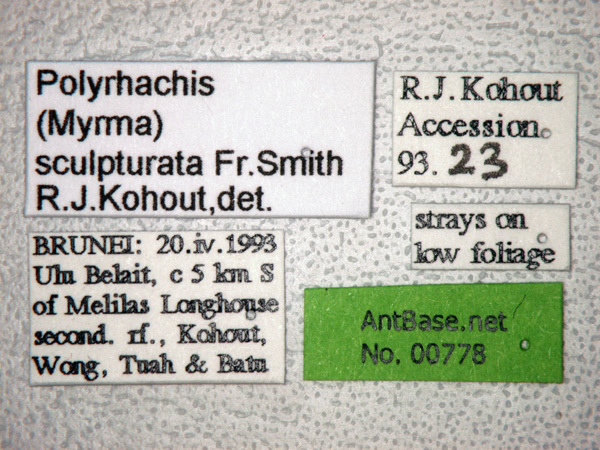 Polyrhachis
(Myrma)
sculpturata Fr.Smith
R.J.Kohout,det.
R.J.Kohout
Accession
93. 23
strays on
low foliage
BRUNEI: 20.iv.1993
Ulu Belait, c 5 km S
of Melilas Longhouse
second. rf., Kohout,
Wong, Tuah & Batu
AntBase.net
No. 00778